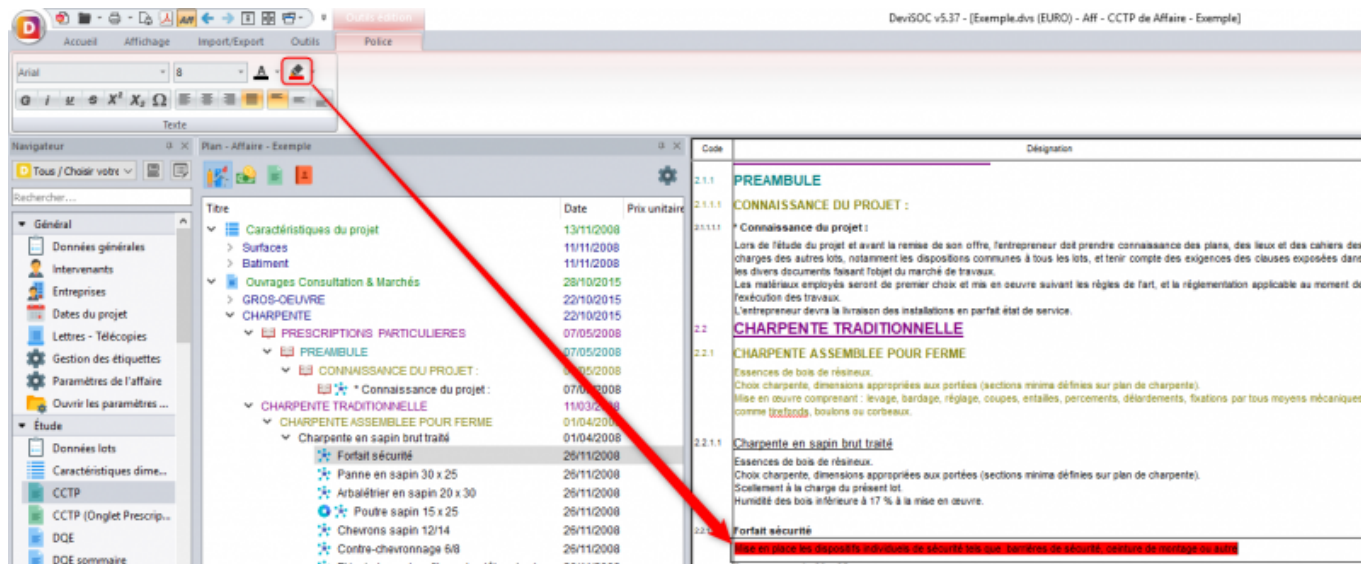 Outils édition
DeviSOC v5.37 - [Exemple.dvs (EURO) - Aff - CCTP de Affaire - Exemple]
Accueil Affichage Import/Export Outils Police
Arial 8 A
G I U S X² X₂ Ω
Texte
Navigateur
Tous / Choisir votre
Rechercher...
Général
Données générales
Intervenants
Entreprises
Dates du projet
Lettres - Télécopies
Gestion des étiquettes
Paramètres de l'affaire
Ouvrir les paramètres ...
Étude
Données lots
Caractéristiques dime...
CCTP
CCTP (Onglet Prescrip...
DQE
DQE sommaire
Plan - Affaire - Exemple
Titre Date Prix unitaire
Caractéristiques du projet 13/11/2008
Surfaces 11/11/2008
Batiment 11/11/2008
Ouvrages Consultation & Marchés 28/10/2015
GROS-OEUVRE 22/10/2015
CHARPENTE 22/10/2015
PRESCRIPTIONS PARTICULIERES 07/05/2008
PREAMBULE 07/05/2008
CONNAISSANCE DU PROJET : /05/2008
* Connaissance du projet : 07/ /2008
CHARPENTE TRADITIONNELLE 11/03/2008
CHARPENTE ASSEMBLEE POUR FERME 01/04/2008
Charpente en sapin brut traité 01/04/2008
Forfait sécurité 26/11/2008
Panne en sapin 30 x 25 26/11/2008
Arbalétrier en sapin 20 x 30 26/11/2008
Poutre sapin 15 x 25 26/11/2008
Chevrons sapin 12/14 26/11/2008
Contre-chevronnage 6/8 26/11/2008
Code Désignation
2.1.1 PREAMBULE
2.1.1.1 CONNAISSANCE DU PROJET :
2.1.1.1.1 * Connaissance du projet :
Lors de l'étude du projet et avant la remise de son offre, l'entrepreneur doit prendre connaissance des plans, des lieux et des cahiers des
charges des autres lots, notamment les dispositions communes à tous les lots, et tenir compte des exigences des clauses exposées dans
les divers documents faisant l'objet du marché de travaux.
Les matériaux employés seront de premier choix et mis en oeuvre suivant les règles de l'art, et la réglementation applicable au moment de
l'exécution des travaux.
L'entrepreneur devra la livraison des installations en parfait état de service.
2.2 CHARPENTE TRADITIONNELLE
2.2.1 CHARPENTE ASSEMBLEE POUR FERME
Essences de bois de résineux.
Choix charpente, dimensions appropriées aux portées (sections minima définies sur plan de charpente).
Mise en œuvre comprenant : levage, bardage, réglage, coupes, entailles, percements, délardements, fixations par tous moyens mécaniques
comme tirefonds, boulons ou corbeaux.
2.2.1.1 Charpente en sapin brut traité
Essences de bois de résineux.
Choix charpente, dimensions appropriées aux portées (sections minima définies sur plan de charpente).
Scellement à la charge du présent lot.
Humidité des bois inférieure à 17 % à la mise en œuvre.
Forfait sécurité
Mise en place les dispositifs individuels de sécurité tels que: barrières de sécurité, ceinture de montage ou autre